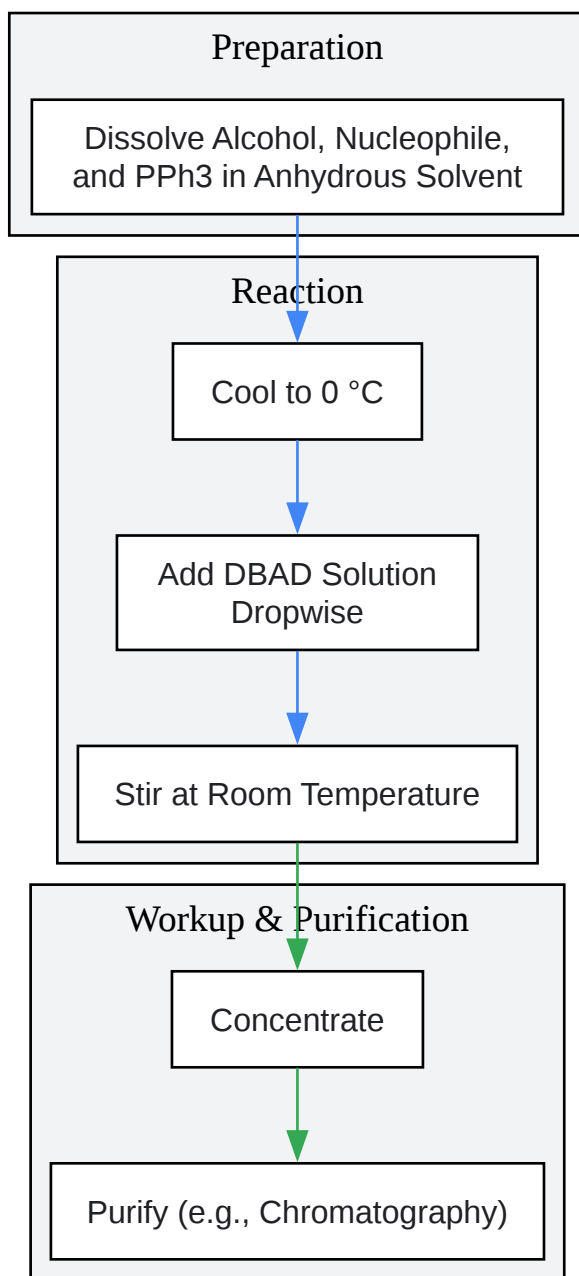 Preparation
Dissolve Alcohol, Nucleophile,
and PPh3 in Anhydrous Solvent
Reaction
Cool to 0 °C
Add DBAD Solution
Dropwise
Stir at Room Temperature
Workup & Purification
Concentrate
Purify (e.g., Chromatography)